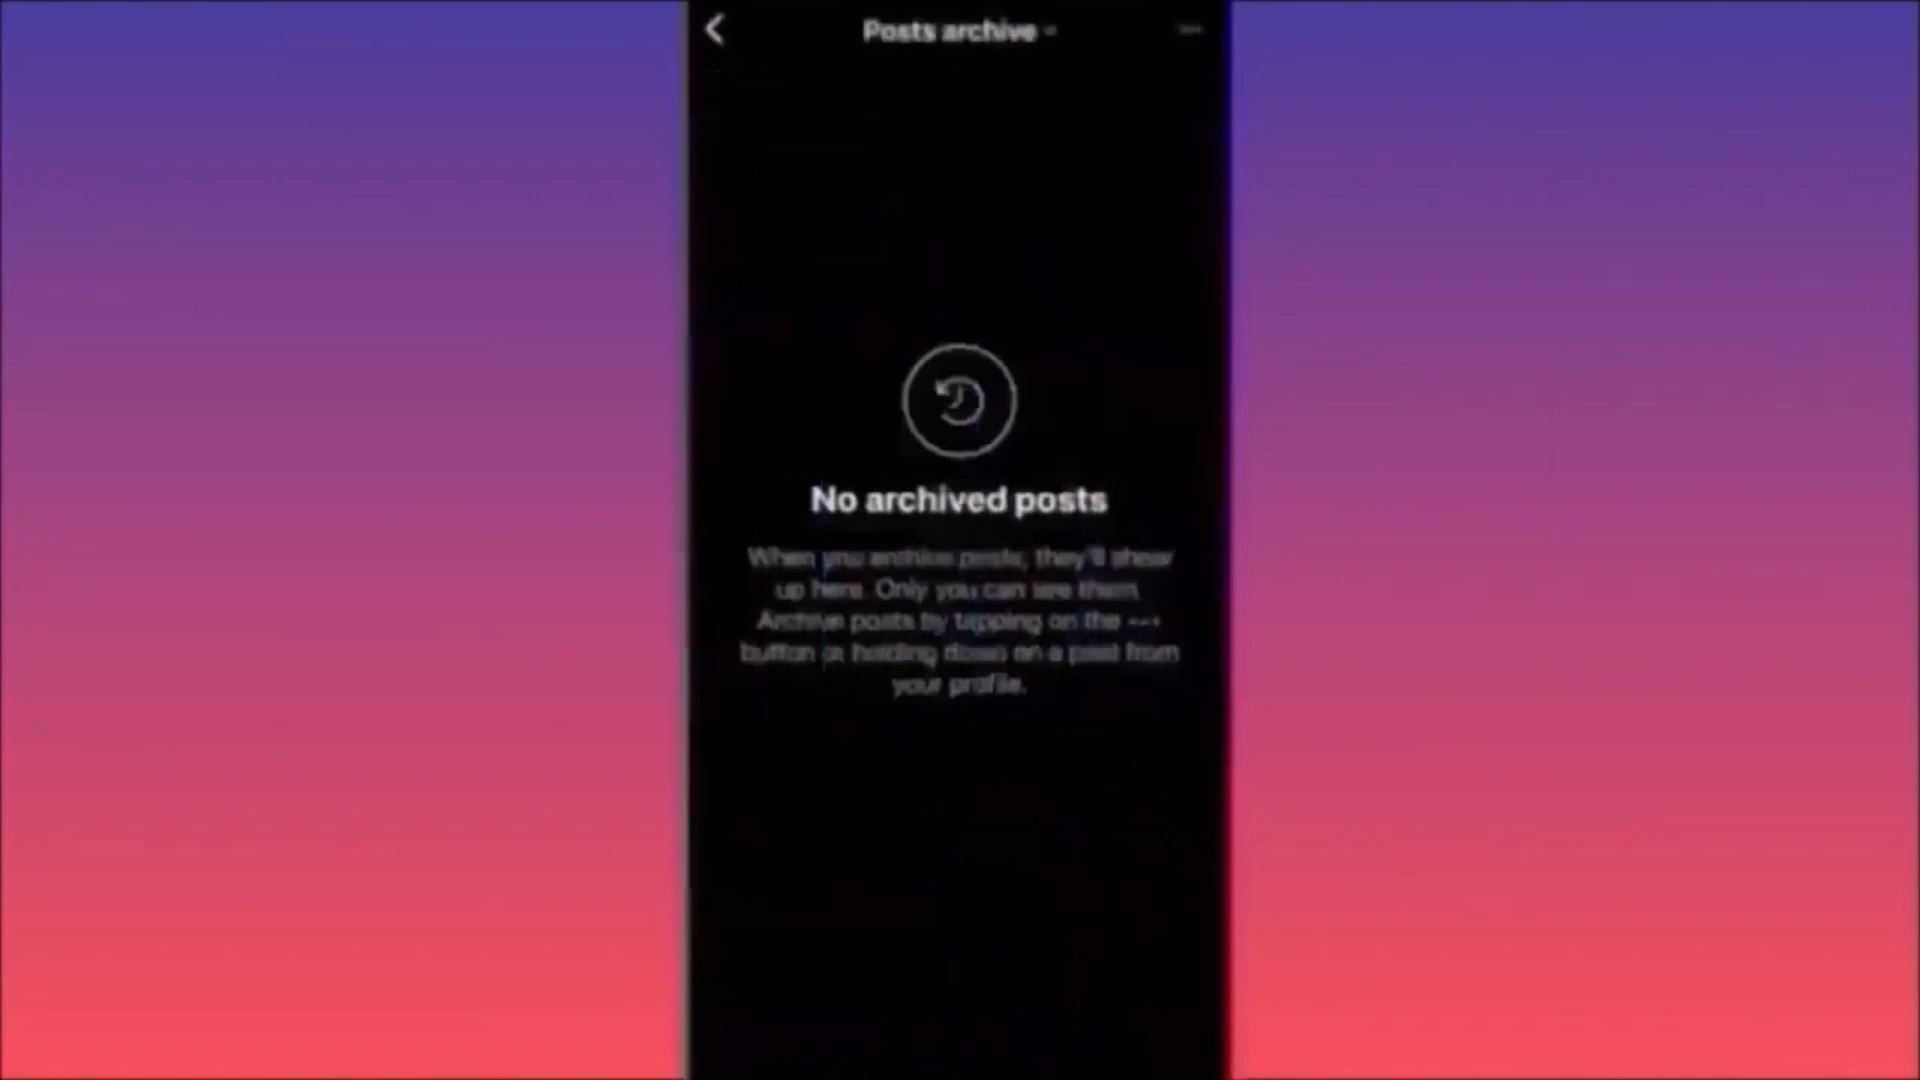 Posts archive
No archived posts
When you archive posts, they'll show
up here. Only you can see them.
Archive posts by tapping on the ···
button or holding down on a post from
your profile.